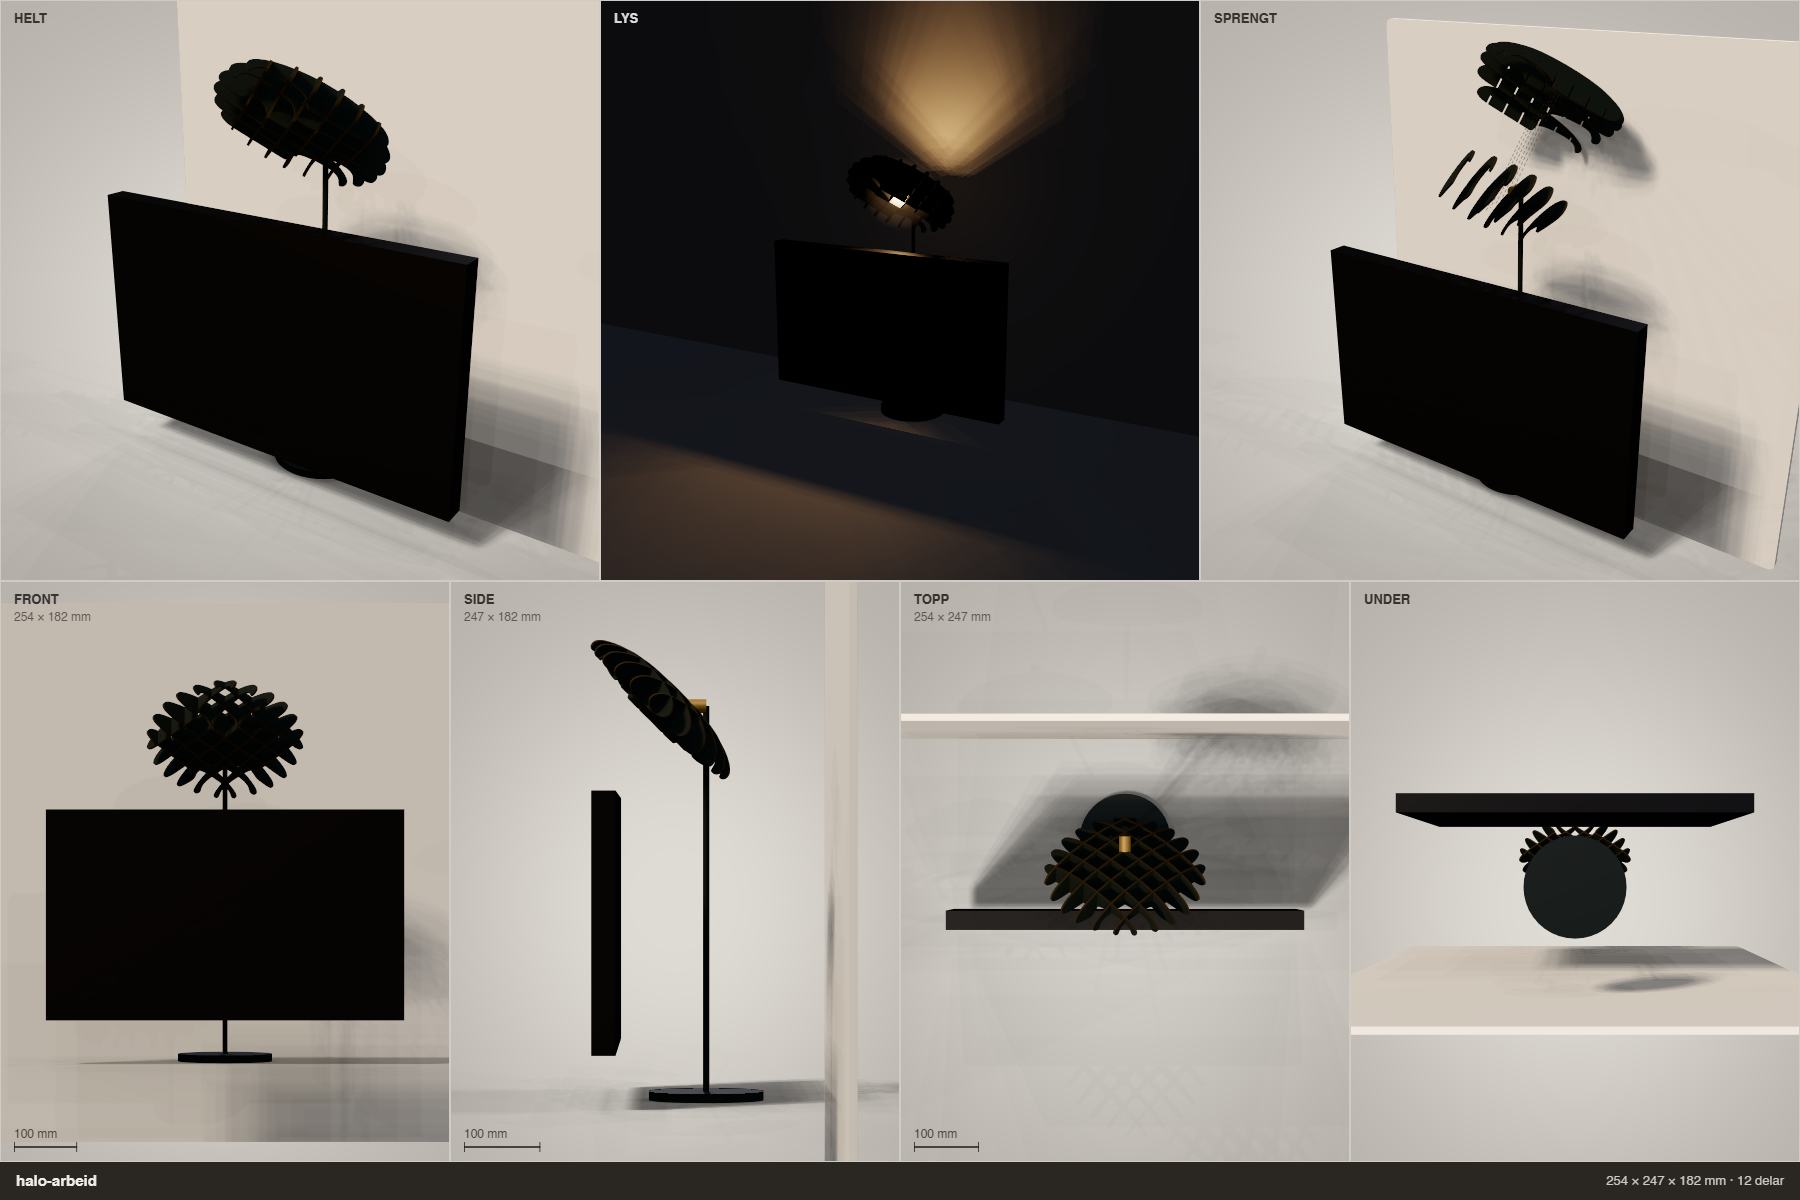 HELT
LYS
SPRENGT
FRONT
254 × 182 mm
SIDE
247 × 182 mm
TOPP
254 × 247 mm
UNDER
100 mm
100 mm
100 mm
halo-arbeid
254 × 247 × 182 mm · 12 delar